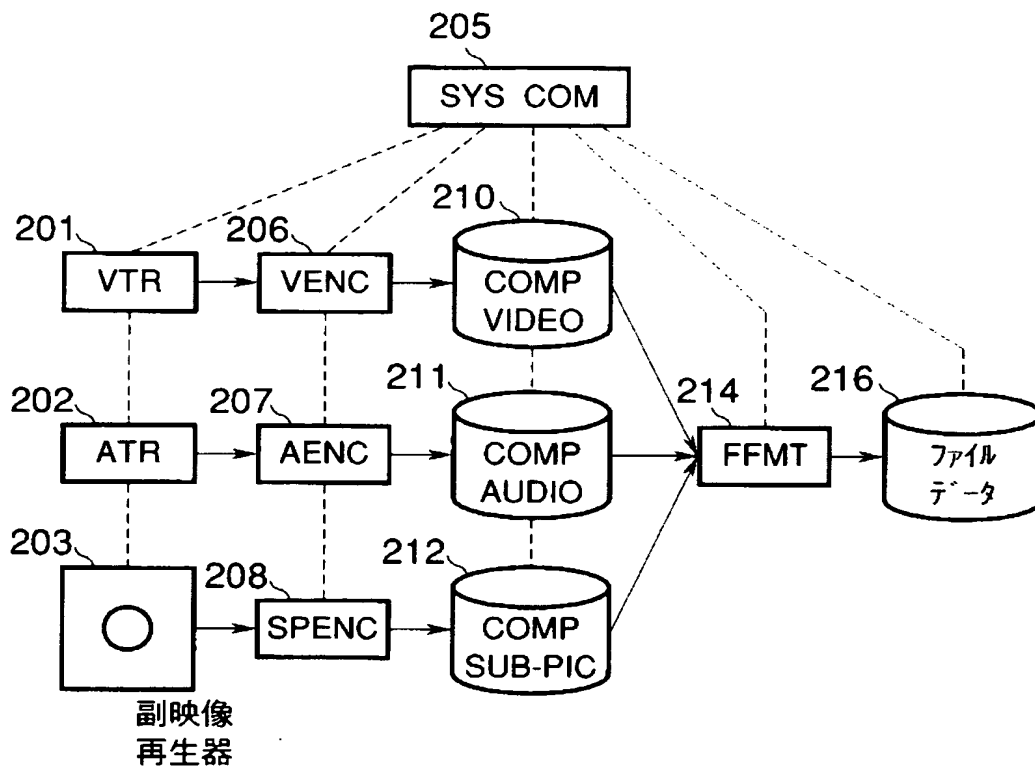 205
SYS COM
201
VTR
206
VENC
210
COMP
VIDEO
202
ATR
207
AENC
211
COMP
AUDIO
214
FFMT
216
ファイル
データ
203
208
SPENC
212
COMP
SUB-PIC
副映像
再生器